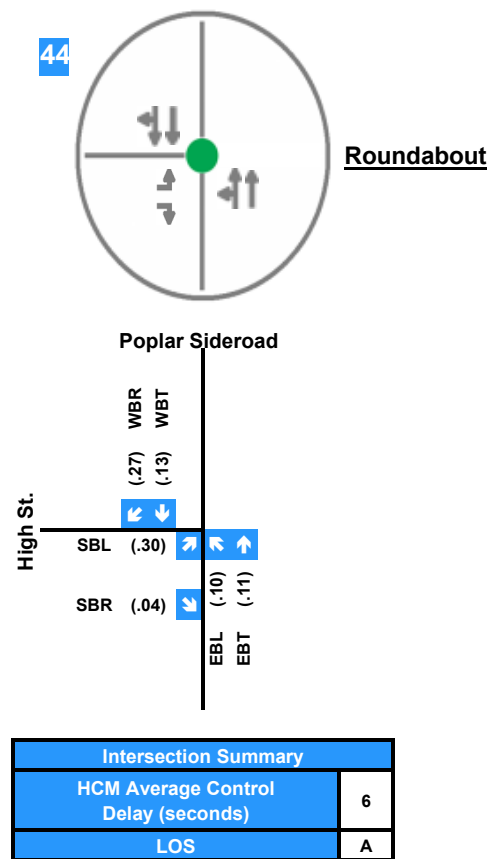 44
Roundabout
Poplar Sideroad
WBR (.27)
WBT (.13)
High St.
SBL (.30)
SBR (.04)
EBL (.10)
EBT (.11)
Intersection Summary
HCM Average Control
Delay (seconds)
6
LOS A